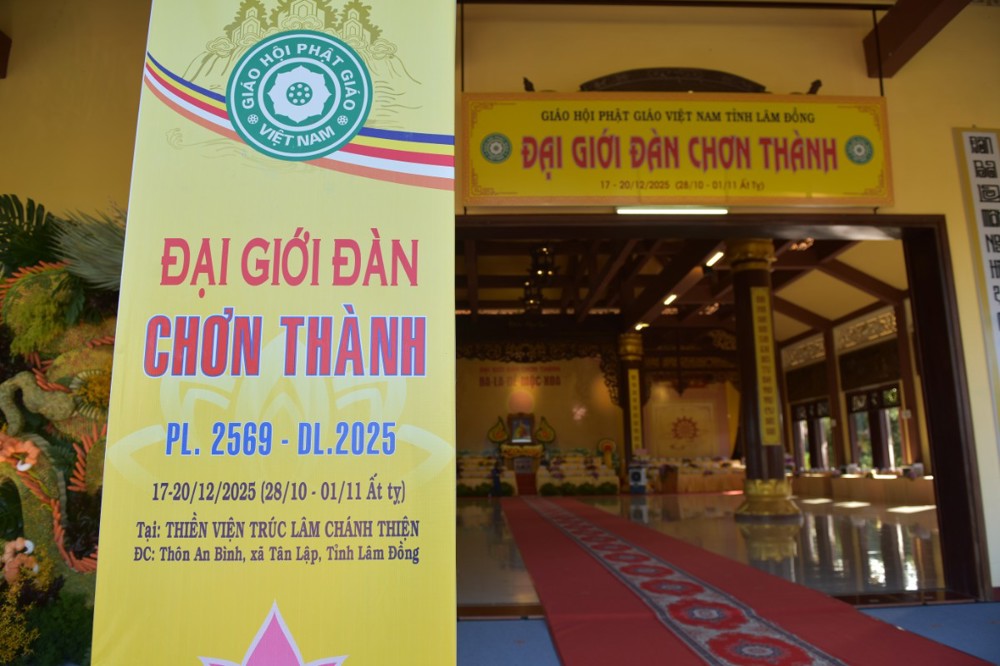 GIÁO HỘI PHẬT GIÁO
VIỆT NAM
ĐẠI GIỚI ĐÀN
CHƠN THÀNH
PL. 2569 - DL.2025
17-20/12/2025 (28/10 - 01/11 Ất tỵ)
Tại: THIỀN VIỆN TRÚC LÂM CHÁNH THIỆN
ĐC: Thôn An Bình, xã Tân Lập, Tỉnh Lâm Đồng
GIÁO HỘI PHẬT GIÁO VIỆT NAM TỈNH LÂM ĐỒNG
ĐẠI GIỚI ĐÀN CHƠN THÀNH
17 - 20/12/2025 (28/10 - 01/11 Ất Tỵ)